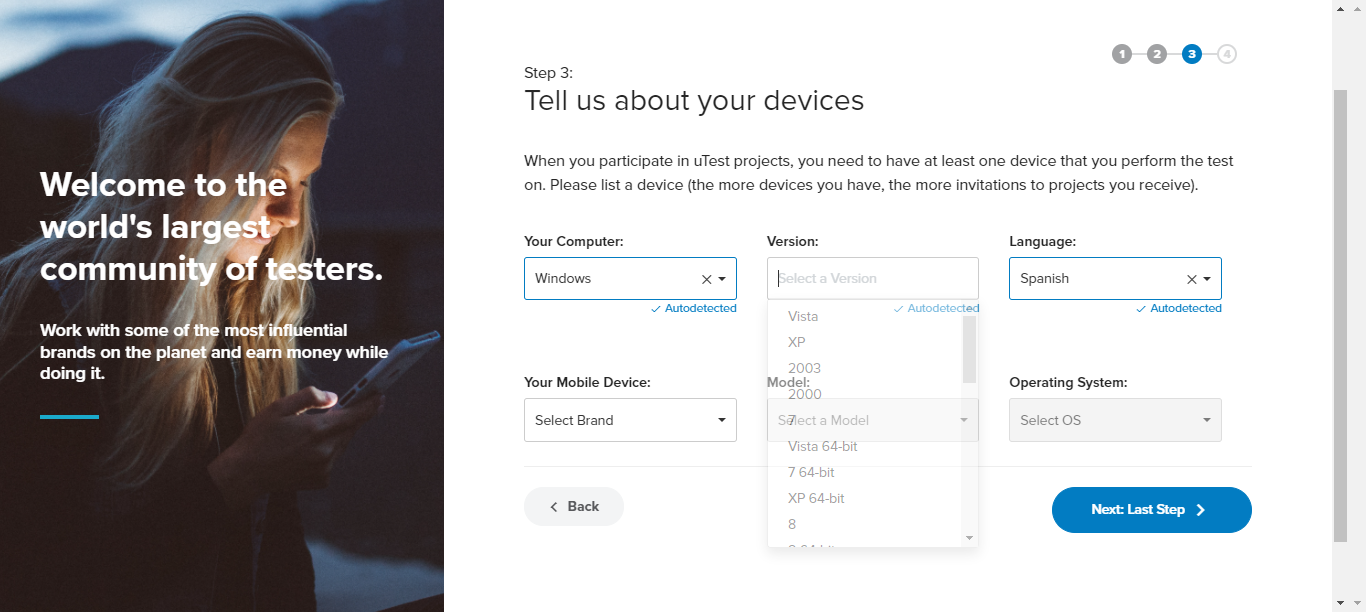 Welcome to the
world's largest
community of testers.
Work with some of the most influential
brands on the planet and earn money while
doing it.
1 2 3 4
Step 3:
Tell us about your devices
When you participate in uTest projects, you need to have at least one device that you perform the test
on. Please list a device (the more devices you have, the more invitations to projects you receive).
Your Computer: Version: Language:
Windows Select a Version Spanish
Autodetected Autodetected Autodetected
Vista
XP
2003
Your Mobile Device: Model: Operating System:
2000
Select Brand Select a Model Select OS
7
Vista 64-bit
7 64-bit
XP 64-bit
8
Back
Next: Last Step